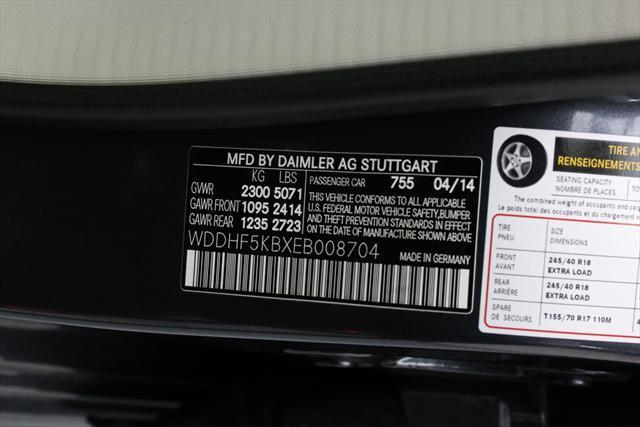 MFD BY DAIMLER AG STUTTGART
KG LBS
GVWR 2300 5071
GAWR FRONT 1095 2414
GAWR REAR 1235 2723
PASSENGER CAR 755 04/14
THIS VEHICLE CONFORMS TO ALL APPLICABLE
U.S. FEDERAL MOTOR VEHICLE SAFETY,BUMPER
AND THEFT PREVENTION STANDARDS IN EFFECT
ON THE DATE OF MANUFACTURE SHOWN ABOVE
WDDHF5KBXEB008704
MADE IN GERMANY
TIRE AN
RENSEIGNEMENTS
SEATING CAPACITY
NOMBRE DE PLACES
The combined weight of occupants and carg
Le poids total des occupants et du charg
TIRE
PNEU
SIZE
DIMENSIONS
FRONT
AVANT
245/40 R18
EXTRA LOAD
REAR
ARRIÈRE
245/40 R18
EXTRA LOAD
SPARE
DE SECOURS
T155/70 R17 110M